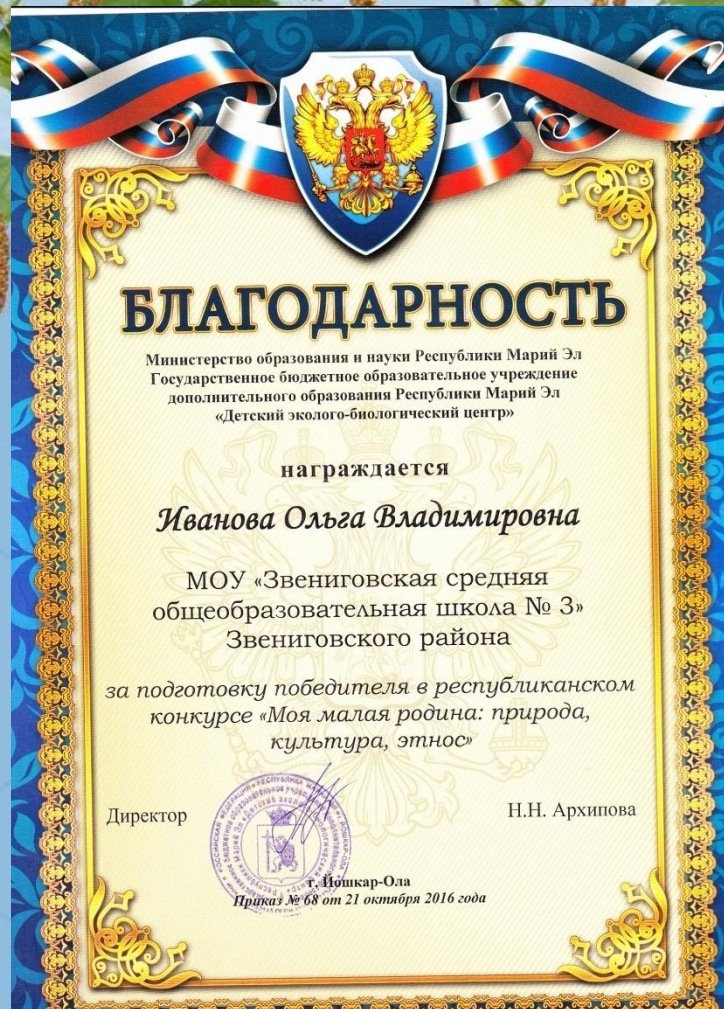 БЛАГОДАРНОСТЬ
Министерство образования и науки Республики Марий Эл
Государственное бюджетное образовательное учреждение
дополнительного образования Республики Марий Эл
«Детский эколого-биологический центр»
награждается
Иванова Ольга Владимировна
МОУ «Звениговская средняя
общеобразовательная школа № 3»
Звениговского района
за подготовку победителя в республиканском
конкурсе «Моя малая родина: природа,
культура, этнос»
Директор Н.Н. Архипова
г. Йошкар-Ола
Приказ № 68 от 21 октября 2016 года